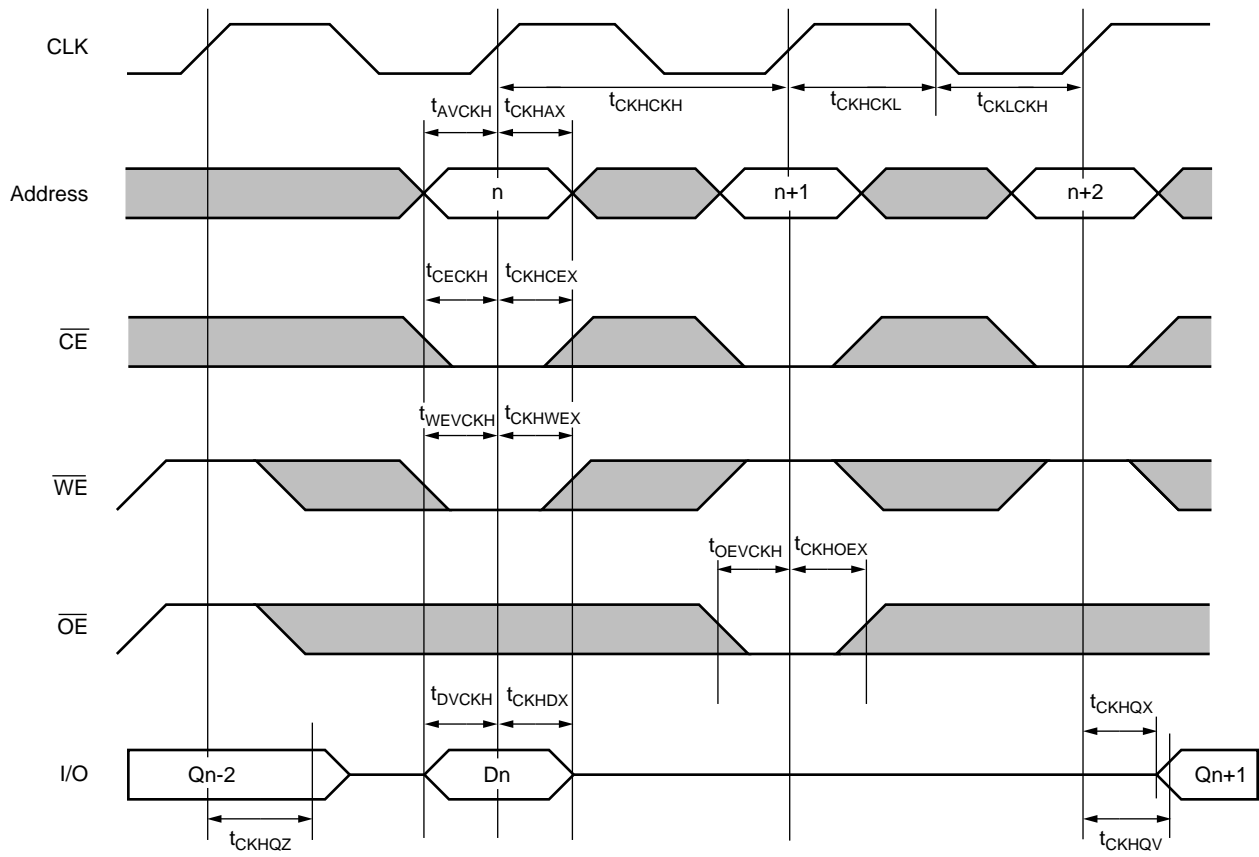 CLK
tCKHCKH
tCKHCKL
tCKLCKH
tAVCKH
tCKHAX
Address
n
n+1
n+2
tCECKH
tCKHCEX
CE
tWEVCKH
tCKHWEX
WE
tOEVCKH
tCKHOEX
OE
tDVCKH
tCKHDX
tCKHQX
I/O
Qn-2
Dn
Qn+1
tCKHQZ
tCKHQV